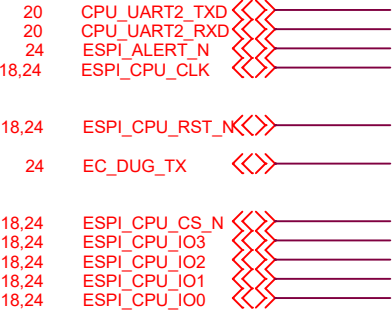 20 CPU_UART2_TXD
20 CPU_UART2_RXD
24 ESPI_ALERT_N
18,24 ESPI_CPU_CLK
18,24 ESPI_CPU_RST_N
24 EC_DUG_TX
18,24 ESPI_CPU_CS_N
18,24 ESPI_CPU_IO3
18,24 ESPI_CPU_IO2
18,24 ESPI_CPU_IO1
18,24 ESPI_CPU_IO0